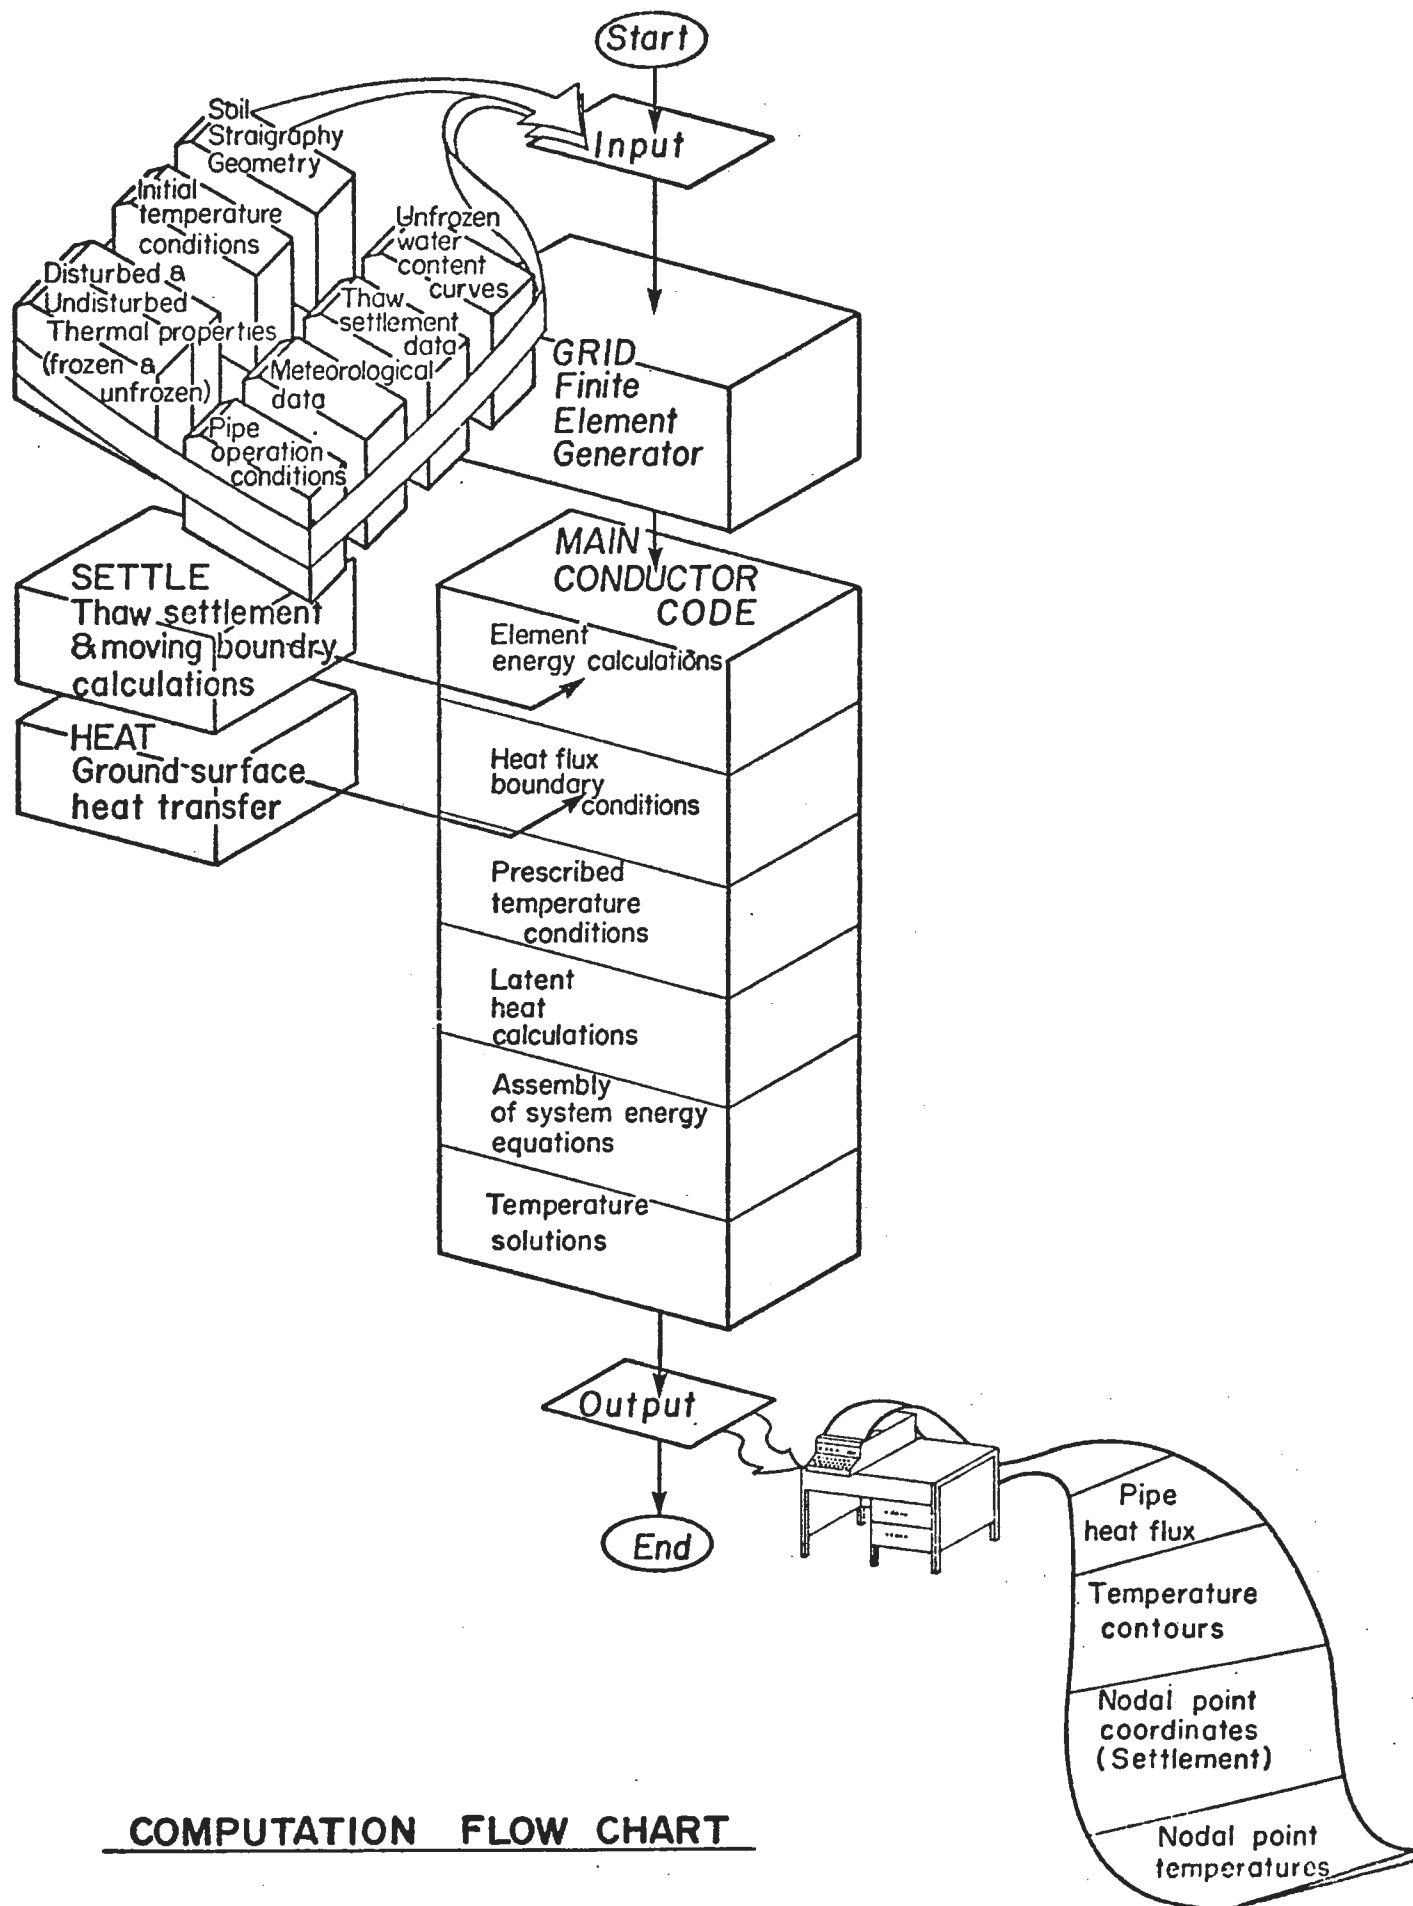 Start
Input
Soil
Straigraphy
Geometry
Initial
temperature
conditions
Disturbed &
Undisturbed
Thermal properties
(frozen &
unfrozen)
Unfrozen
water
content
curves
Thaw
settlement
data
Meteorological
data
Pipe
operation
conditions
GRID
Finite
Element
Generator
SETTLE
Thaw settlement
& moving boundry
calculations
HEAT
Ground surface
heat transfer
MAIN
CONDUCTOR
CODE
Element
energy calculations
Heat flux
boundary
conditions
Prescribed
temperature
conditions
Latent
heat
calculations
Assembly
of system energy
equations
Temperature
solutions
Output
End
Pipe
heat flux
Temperature
contours
Nodal point
coordinates
(Settlement)
Nodal point
temperatures
COMPUTATION FLOW CHART